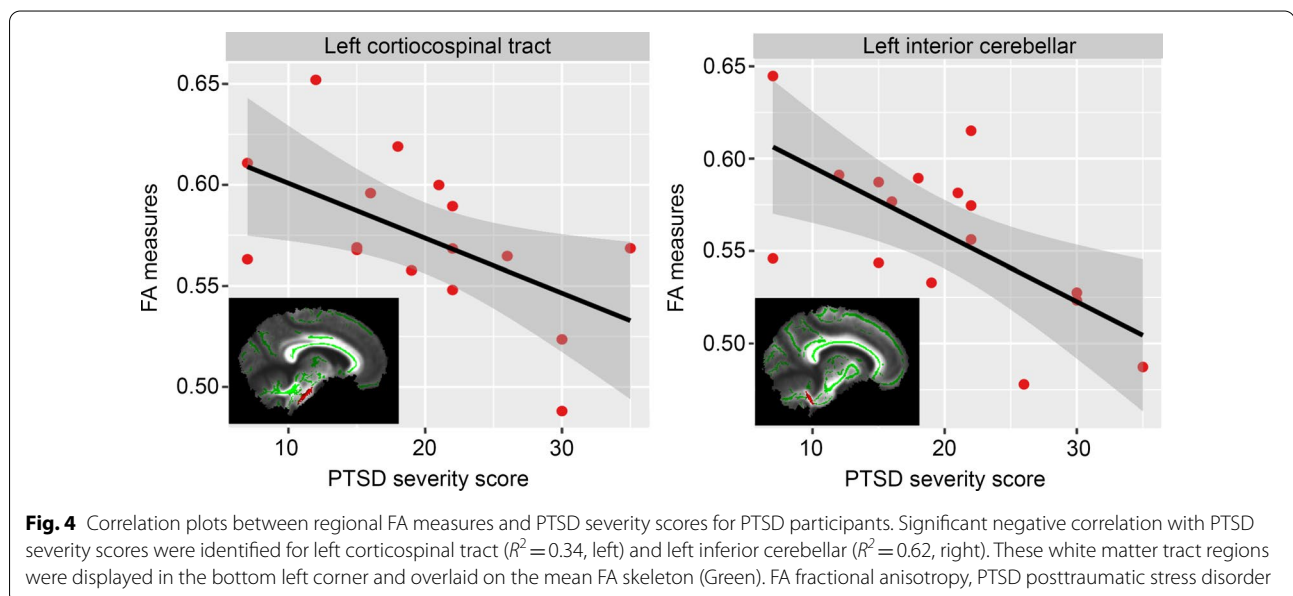 Left cortiocospinal tract
0.65
0.60
0.55
0.50
FA measures
10 20 30
PTSD severity score
Left interior cerebellar
0.65
0.60
0.55
0.50
FA measures
10 20 30
PTSD severity score
Fig. 4 Correlation plots between regional FA measures and PTSD severity scores for PTSD participants. Significant negative correlation with PTSD
severity scores were identified for left corticospinal tract (R² = 0.34, left) and left inferior cerebellar (R² = 0.62, right). These white matter tract regions
were displayed in the bottom left corner and overlaid on the mean FA skeleton (Green). FA fractional anisotropy, PTSD posttraumatic stress disorder